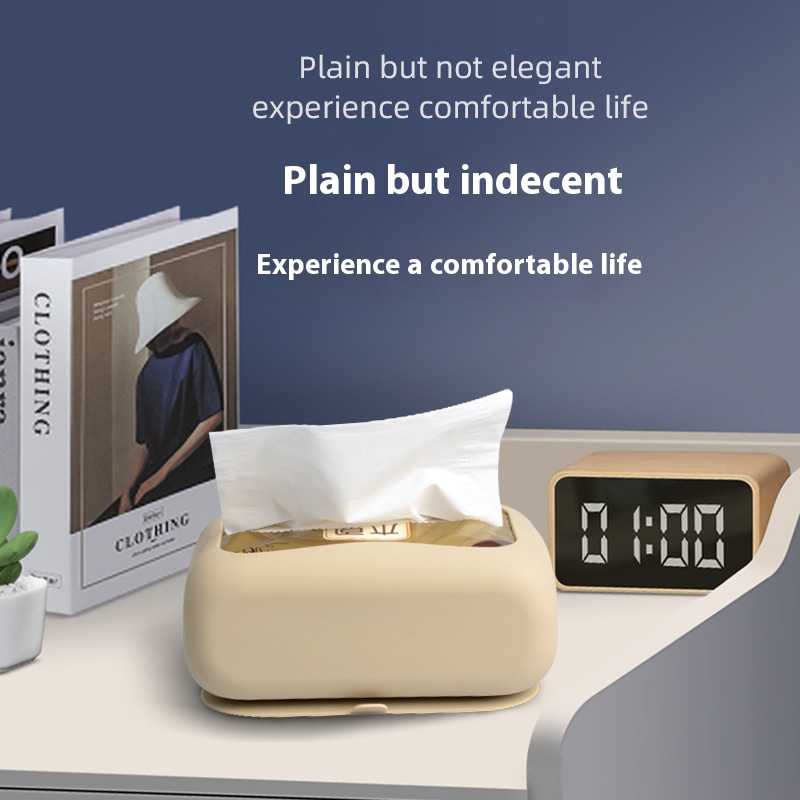 Plain but not elegant
experience comfortable life
Plain but indecent
Experience a comfortable life
CLOTHING
CLOTHING
01:00